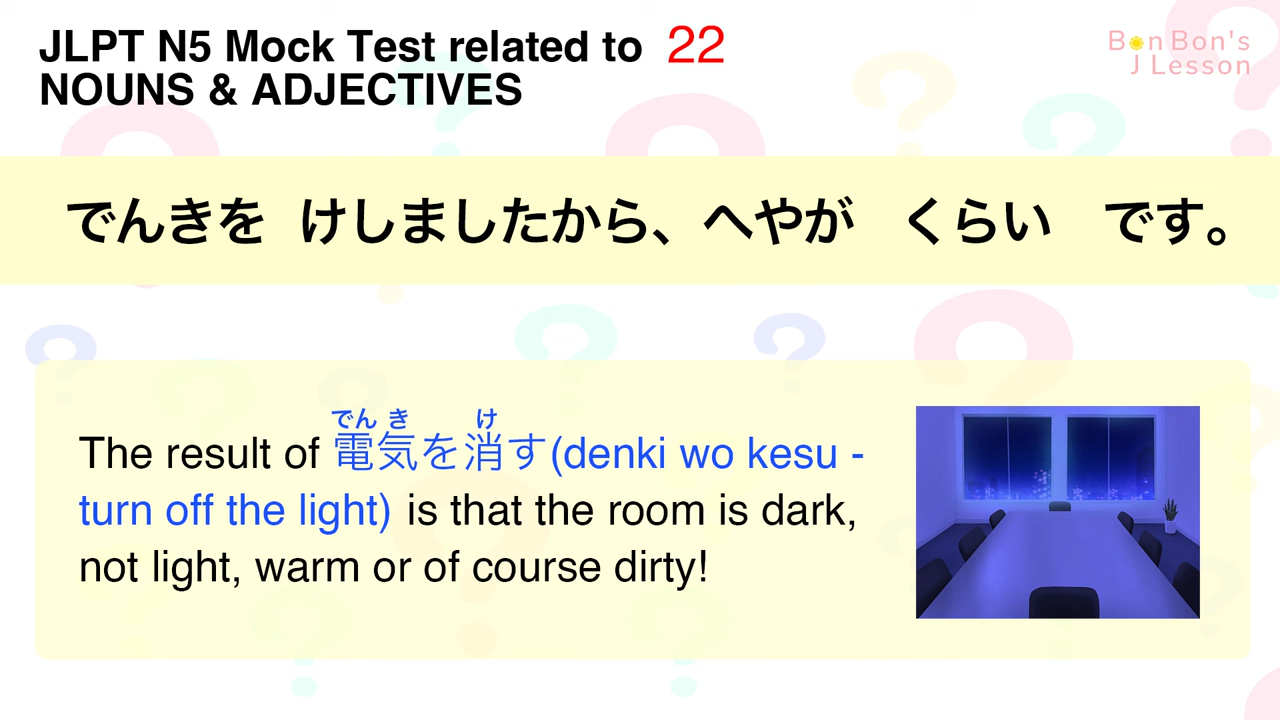 JLPT N5 Mock Test related to 22
NOUNS & ADJECTIVES
BonBon's
J Lesson
でんきを けしましたから、へやが くらい です。
でん き け
The result of 電気を消す(denki wo kesu -
turn off the light) is that the room is dark,
not light, warm or of course dirty!